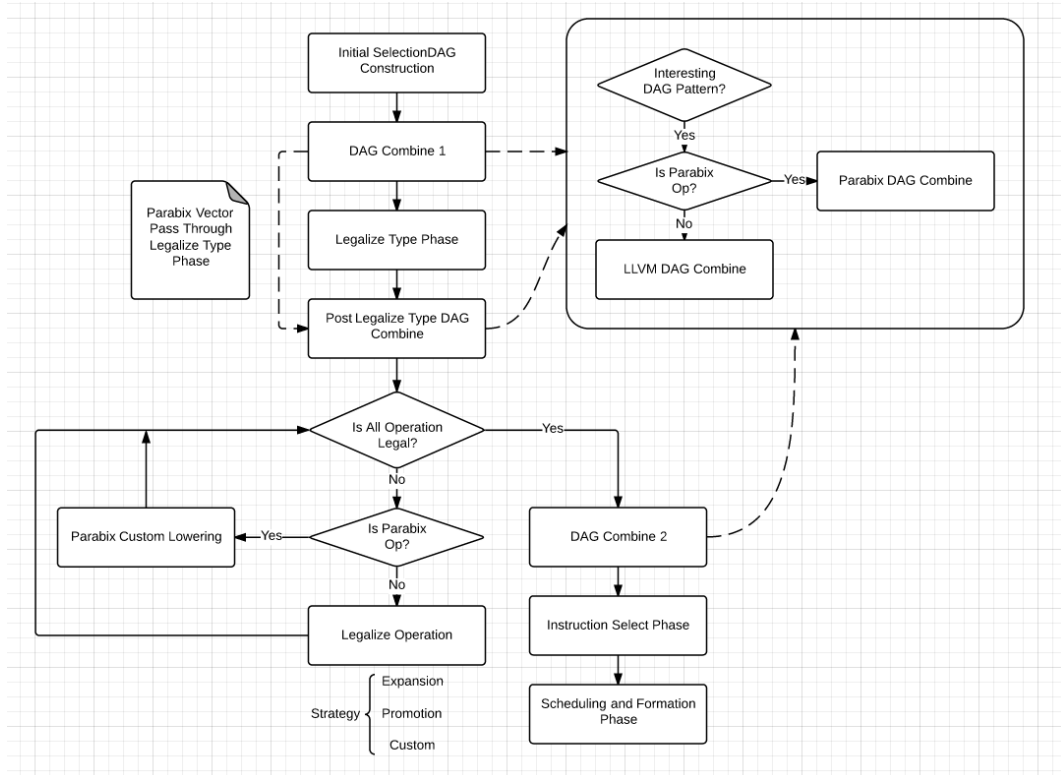 Initial SelectionDAG
Construction
DAG Combine 1
Legalize Type Phase
Post Legalize Type DAG
Combine
Parabix Vector
Pass Through
Legalize Type
Phase
Interesting
DAG Pattern?
Yes
Is Parabix
Op?
Yes
Parabix DAG Combine
No
LLVM DAG Combine
Is All Operation
Legal?
Yes
No
Is Parabix
Op?
Yes
Parabix Custom Lowering
No
Legalize Operation
Strategy
Expansion
Promotion
Custom
DAG Combine 2
Instruction Select Phase
Scheduling and Formation
Phase